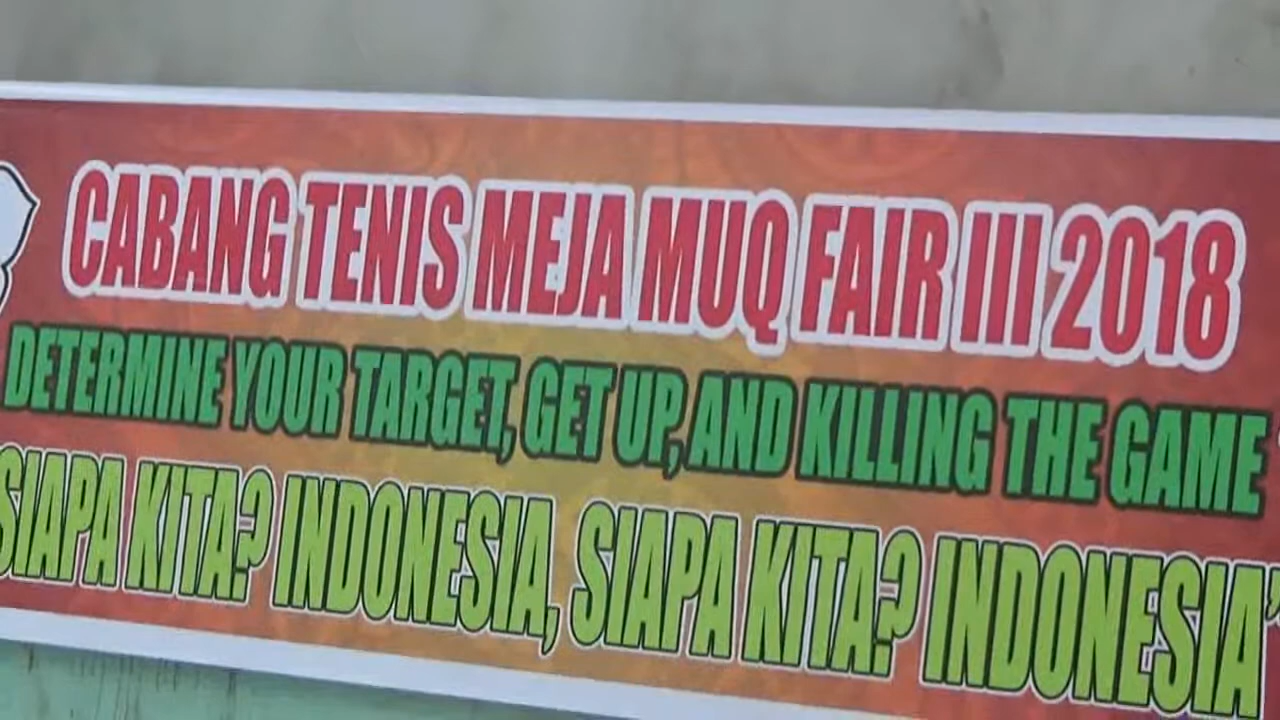 CABANG TENIS MEJA MUQ FAIR III 2018
DETERMINE YOUR TARGET, GET UP, AND KILLING THE GAME
SIAPA KITA? INDONESIA, SIAPA KITA? INDONESIA"